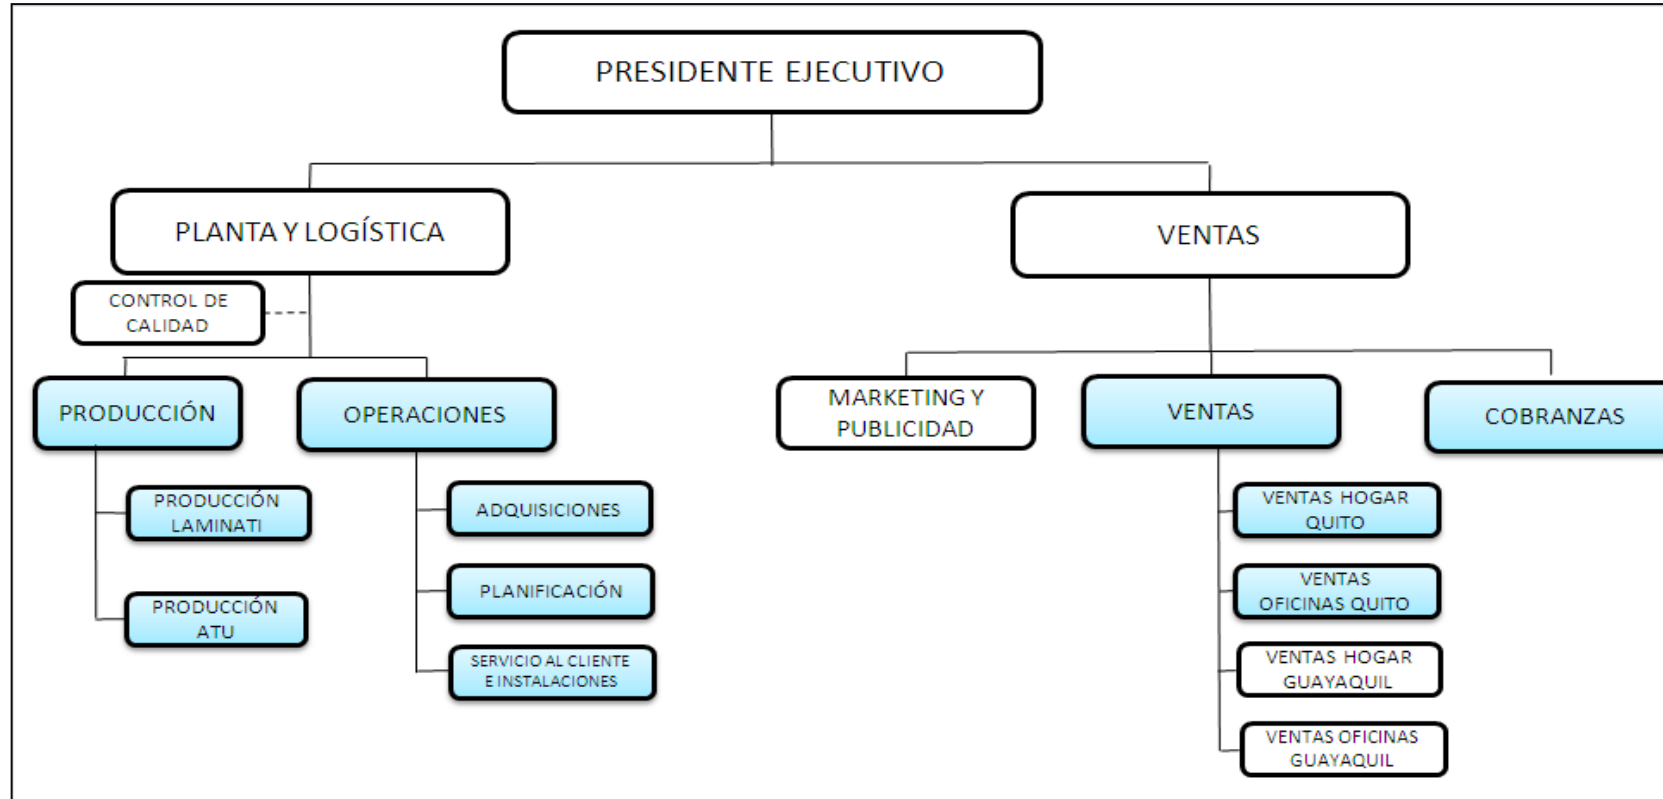 PRESIDENTE EJECUTIVO
PLANTA Y LOGÍSTICA
VENTAS
CONTROL DE
CALIDAD
PRODUCCIÓN
OPERACIONES
MARKETING Y
PUBLICIDAD
VENTAS
COBRANZAS
PRODUCCIÓN
LAMINATI
PRODUCCIÓN
ATU
ADQUISICIONES
PLANIFICACIÓN
SERVICIO AL CLIENTE
E INSTALACIONES
VENTAS HOGAR
QUITO
VENTAS
OFICINAS QUITO
VENTAS HOGAR
GUAYAQUIL
VENTAS OFICINAS
GUAYAQUIL